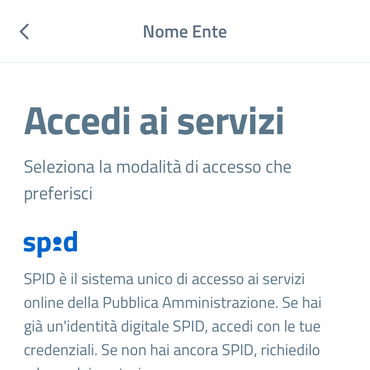 Nome Ente
Accedi ai servizi
Seleziona la modalità di accesso che
preferisci
spid
SPID è il sistema unico di accesso ai servizi
online della Pubblica Amministrazione. Se hai
già un'identità digitale SPID, accedi con le tue
credenziali. Se non hai ancora SPID, richiedilo